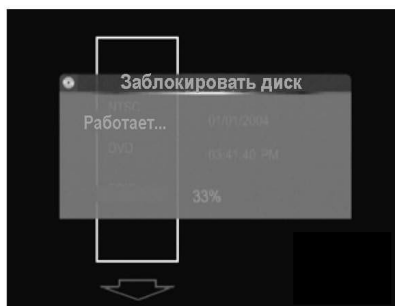 Заблокировать диск
NTSC
Работает...
01/01/2004
DVD
03:41:40 PM
33%